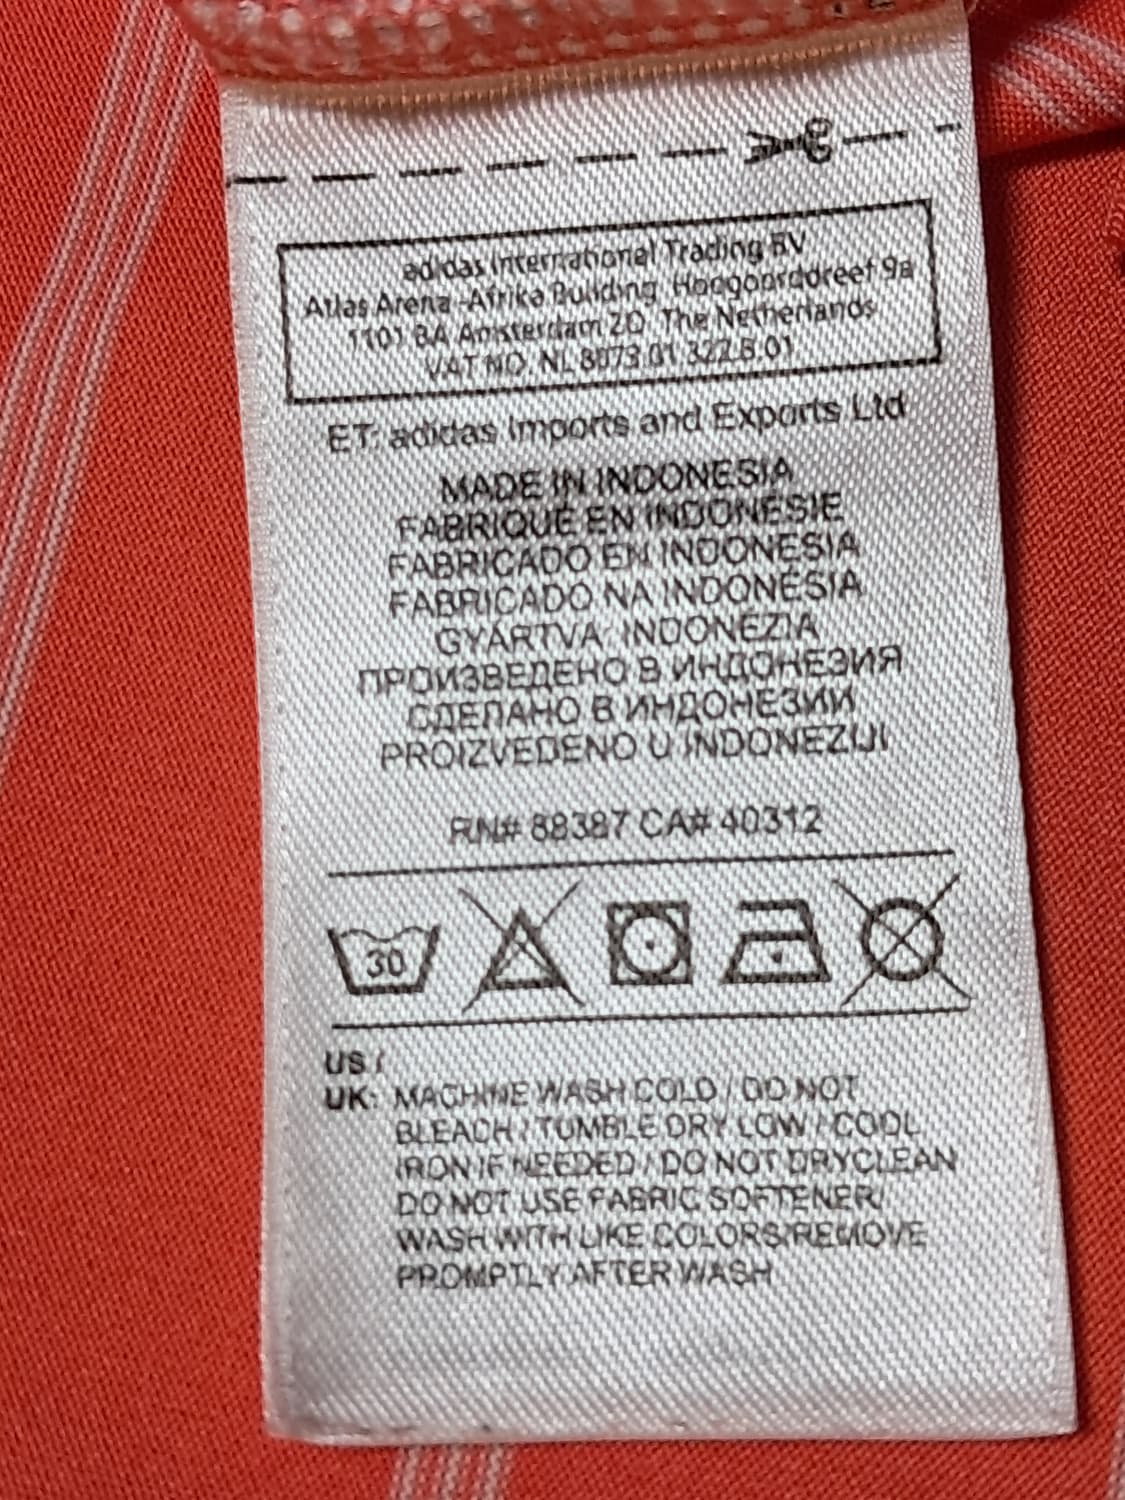 adidas International Trading BV
Atlas Arena -Afrika Building, Hoogoorddreef 9a
1101 BA Amsterdam ZO The Netherlands
VAT NO. NL 8073.01.322.B.01
ET: adidas Imports and Exports Ltd
MADE IN INDONESIA
FABRIQUÉ EN INDONÉSIE
FABRICADO EN INDONESIA
FABRICADO NA INDONÉSIA
GYÁRTVA: INDONÉZIA
ПРОИЗВЕДЕНО В ИНДОНЕЗИЯ
СДЕЛАНО В ИНДОНЕЗИИ
PROIZVEDENO U INDONEZIJI
RN# 88387 CA# 40312
30
US /
UK: MACHINE WASH COLD / DO NOT
BLEACH / TUMBLE DRY LOW / COOL
IRON IF NEEDED / DO NOT DRYCLEAN
DO NOT USE FABRIC SOFTENER/
WASH WITH LIKE COLORS/REMOVE
PROMPTLY AFTER WASH